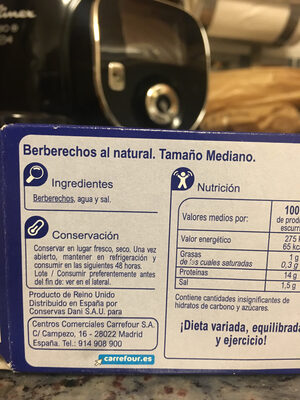 Berberechos al natural. Tamaño Mediano.
Ingredientes
Berberechos, agua y sal.
Conservación
Conservar en lugar fresco, seco. Una vez
abierto, mantener en refrigeración y
consumir en las siguientes 48 horas.
Lote / Consumir preferentemente antes
del fin de: ver en el lateral.
Producto de Reino Unido
Distribuido en España por
Conservas Dani S.A.U. para
Centros Comerciales Carrefour S.A.
C/ Campezo, 16 - 28022 Madrid
España. Tel.: 914 908 900
carrefour.es
Nutrición
Valores medios por:
100
de produ
escurri
Valor energético
275 k
65 kca
Grasas
de las cuales saturadas
1 g
0,3 g
Proteínas
14 g
Sal
1,5 g
Contiene cantidades insignificantes de
hidratos de carbono y azúcares.
¡Dieta variada, equilibrada
y ejercicio!